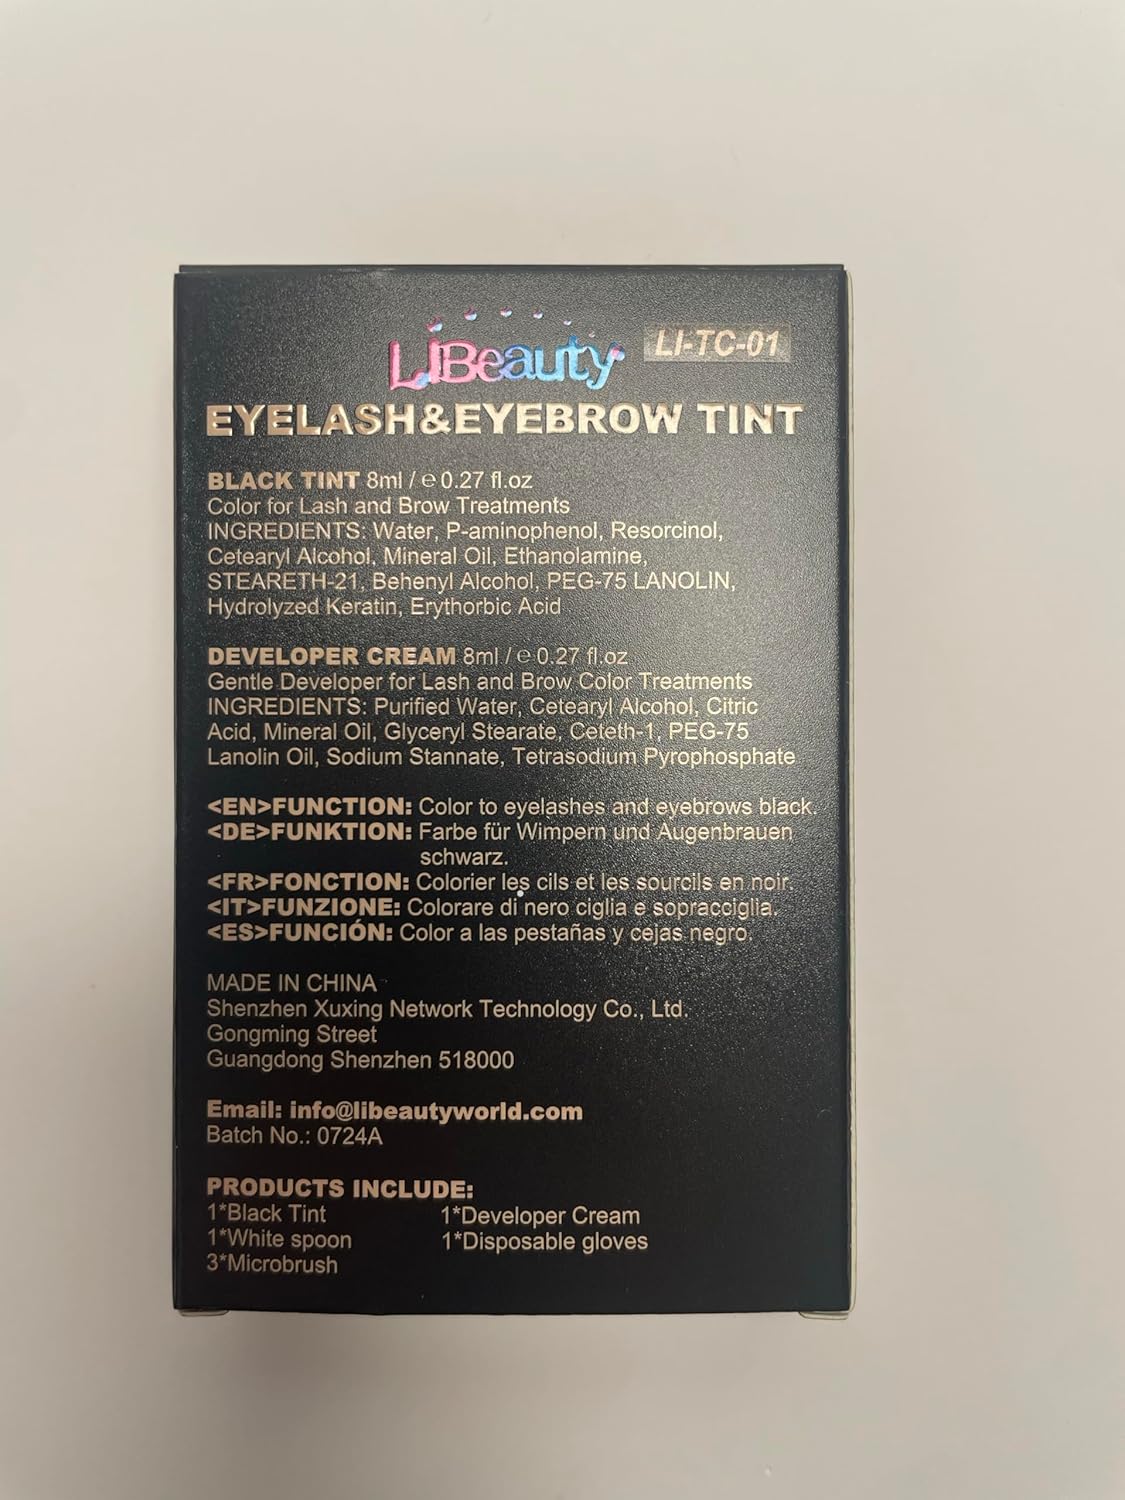 LIBeauty LI-TC-01
EYELASH&EYEBROW TINT
BLACK TINT 8ml / ℮ 0.27 fl.oz
Color for Lash and Brow Treatments
INGREDIENTS: Water, P-aminophenol, Resorcinol,
Cetearyl Alcohol, Mineral Oil, Ethanolamine,
STEARETH-21, Behenyl Alcohol, PEG-75 LANOLIN,
Hydrolyzed Keratin, Erythorbic Acid
DEVELOPER CREAM 8ml / ℮ 0.27 fl.oz
Gentle Developer for Lash and Brow Color Treatments
INGREDIENTS: Purified Water, Cetearyl Alcohol, Citric
Acid, Mineral Oil, Glyceryl Stearate, Ceteth-1, PEG-75
Lanolin Oil, Sodium Stannate, Tetrasodium Pyrophosphate
<EN>FUNCTION: Color to eyelashes and eyebrows black.
<DE>FUNKTION: Farbe für Wimpern und Augenbrauen
schwarz.
<FR>FONCTION: Colorier les cils et les sourcils en noir.
<IT>FUNZIONE: Colorare di nero ciglia e sopracciglia.
<ES>FUNCIÓN: Color a las pestañas y cejas negro.
MADE IN CHINA
Shenzhen Xuxing Network Technology Co., Ltd.
Gongming Street
Guangdong Shenzhen 518000
Email: info@libeautyworld.com
Batch No.: 0724A
PRODUCTS INCLUDE:
1*Black Tint 1*Developer Cream
1*White spoon 1*Disposable gloves
3*Microbrush